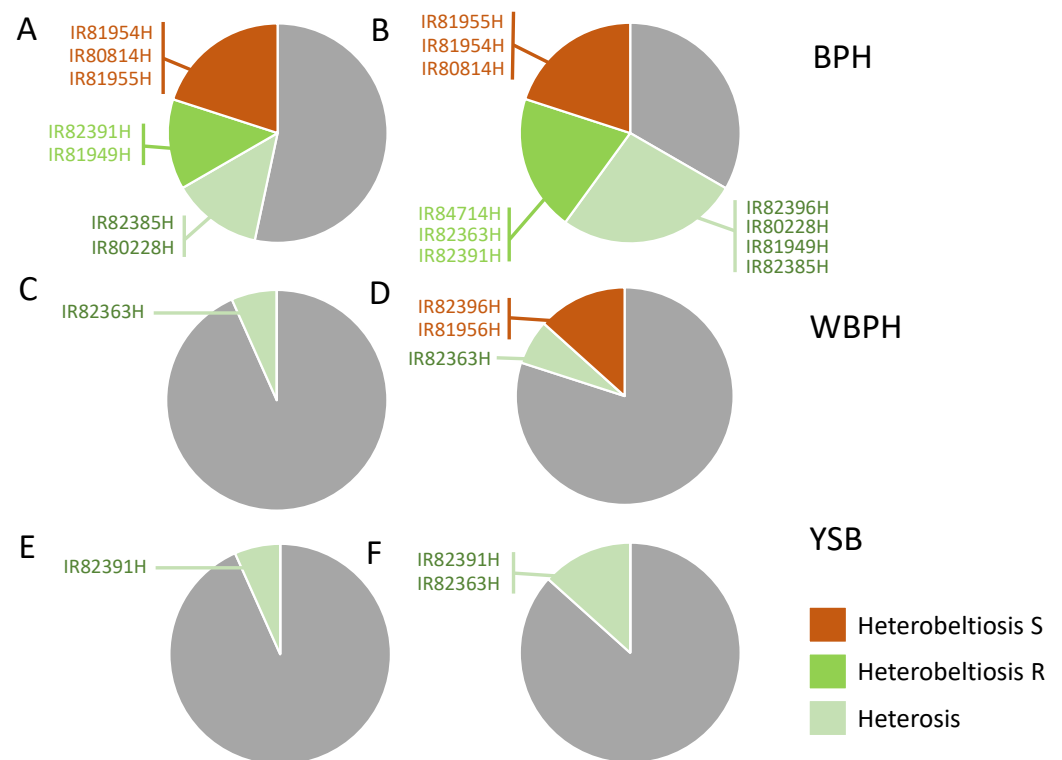 A
IR81954H
IR80814H
IR81955H
IR82391H
IR81949H
IR82385H
IR80228H
B
IR81955H
IR81954H
IR80814H
IR84714H
IR82363H
IR82391H
IR82396H
IR80228H
IR81949H
IR82385H
BPH
C
IR82363H
D
IR82396H
IR81956H
IR82363H
WBPH
E
IR82391H
F
IR82391H
IR82363H
YSB
Heterobeltiosis S
Heterobeltiosis R
Heterosis